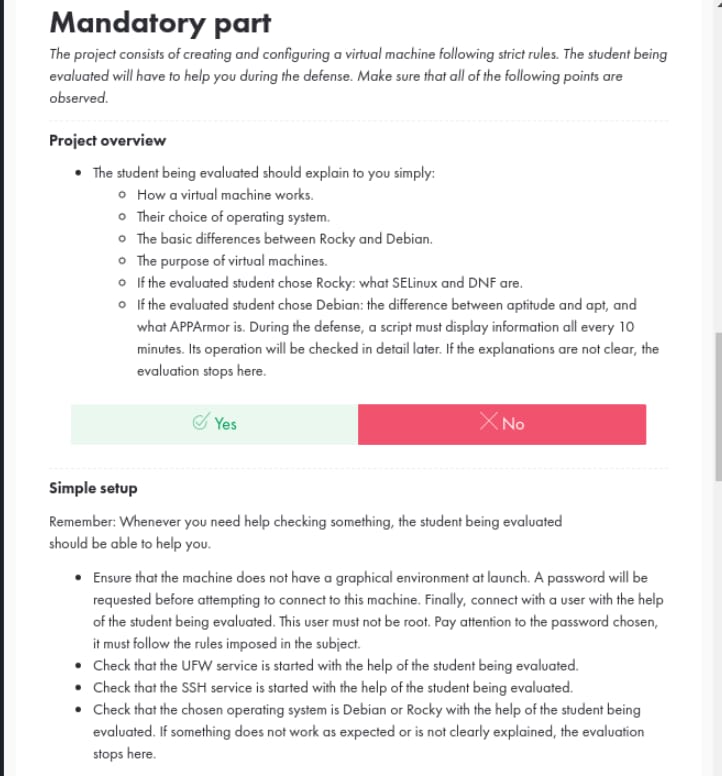 Mandatory part
The project consists of creating and configuring a virtual machine following strict rules. The student being
evaluated will have to help you during the defense. Make sure that all of the following points are
observed.
Project overview
• The student being evaluated should explain to you simply:
o How a virtual machine works.
o Their choice of operating system.
o The basic differences between Rocky and Debian.
o The purpose of virtual machines.
o If the evaluated student chose Rocky: what SELinux and DNF are.
o If the evaluated student chose Debian: the difference between aptitude and apt, and
what APPArmor is. During the defense, a script must display information all every 10
minutes. Its operation will be checked in detail later. If the explanations are not clear, the
evaluation stops here.
Yes
No
Simple setup
Remember: Whenever you need help checking something, the student being evaluated
should be able to help you.
• Ensure that the machine does not have a graphical environment at launch. A password will be
requested before attempting to connect to this machine. Finally, connect with a user with the help
of the student being evaluated. This user must not be root. Pay attention to the password chosen,
it must follow the rules imposed in the subject.
• Check that the UFW service is started with the help of the student being evaluated.
• Check that the SSH service is started with the help of the student being evaluated.
• Check that the chosen operating system is Debian or Rocky with the help of the student being
evaluated. If something does not work as expected or is not clearly explained, the evaluation
stops here.